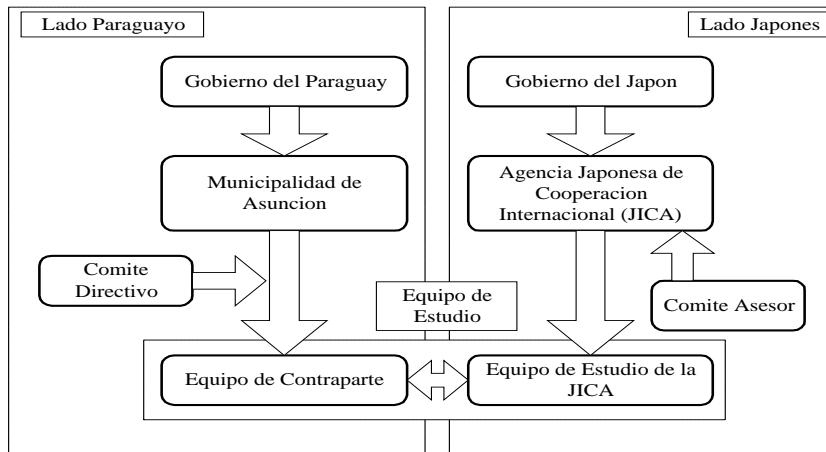 Lado Paraguayo
Lado Japones
Gobierno del Paraguay
Gobierno del Japon
Municipalidad de
Asuncion
Agencia Japonesa de
Cooperacion
Internacional (JICA)
Comite
Directivo
Equipo de
Estudio
Comite Asesor
Equipo de Contraparte
Equipo de Estudio de la
JICA